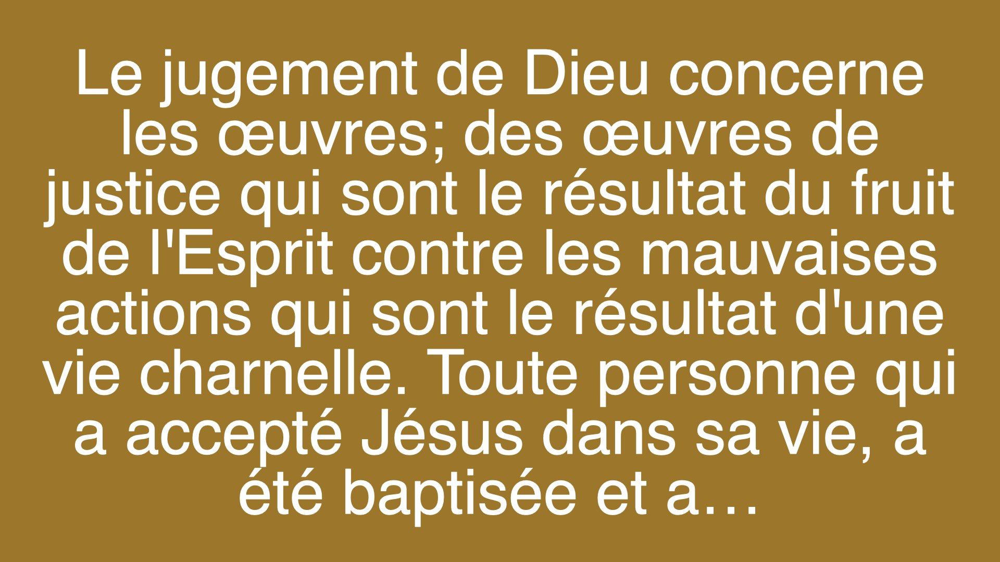 Le jugement de Dieu concerne
les œuvres; des œuvres de
justice qui sont le résultat du fruit
de l'Esprit contre les mauvaises
actions qui sont le résultat d'une
vie charnelle. Toute personne qui
a accepté Jésus dans sa vie, a
été baptisée et a…